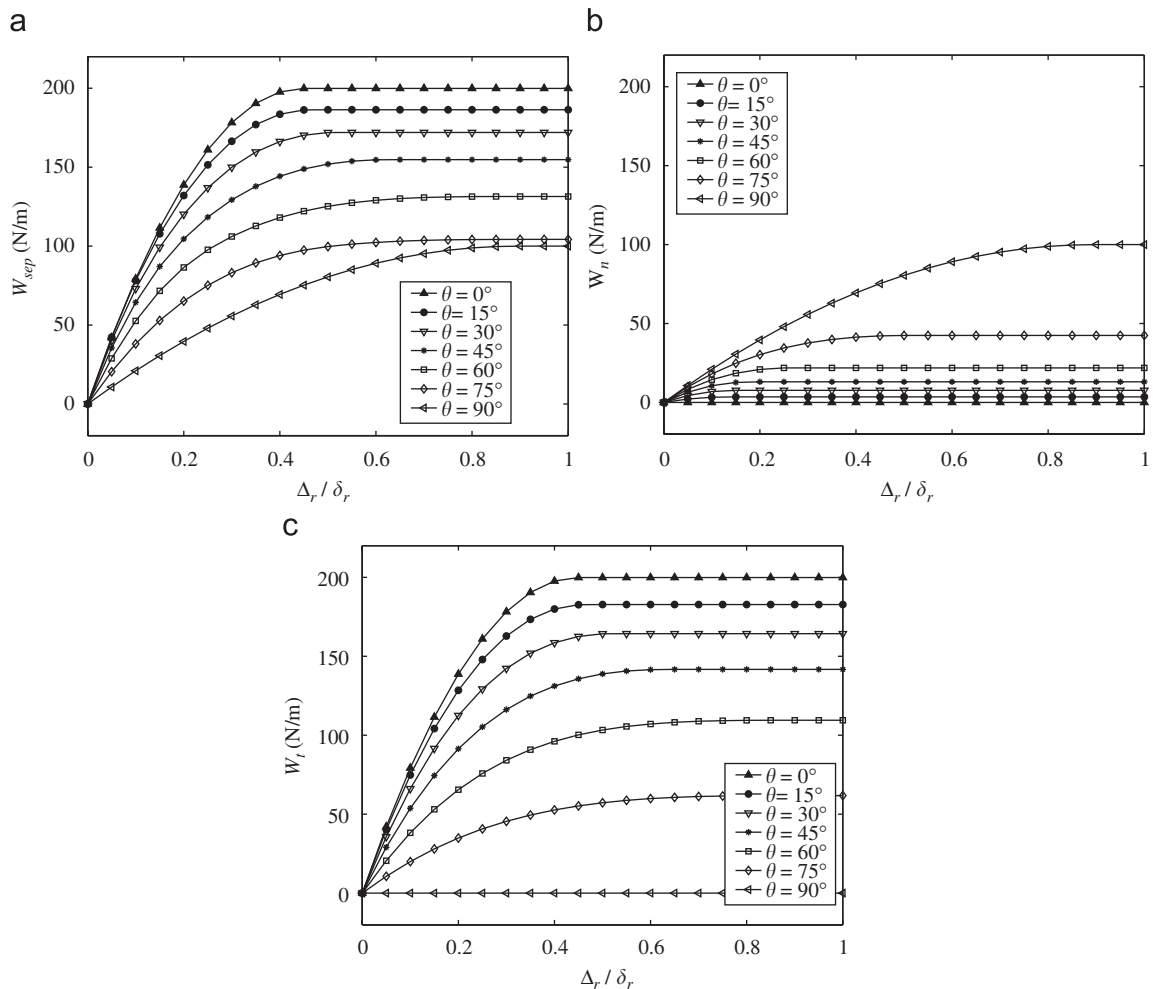 a
W_sep (N/m)
200
150
100
50
0
θ = 0°
θ= 15°
θ = 30°
θ = 45°
θ = 60°
θ = 75°
θ = 90°
0 0.2 0.4 0.6 0.8 1
Δ_r / δ_r
b
W_n (N/m)
200
150
100
50
0
θ = 0°
θ= 15°
θ = 30°
θ = 45°
θ = 60°
θ = 75°
θ = 90°
0 0.2 0.4 0.6 0.8 1
Δ_r / δ_r
c
W_t (N/m)
200
150
100
50
0
θ = 0°
θ= 15°
θ = 30°
θ = 45°
θ = 60°
θ = 75°
θ = 90°
0 0.2 0.4 0.6 0.8 1
Δ_r / δ_r